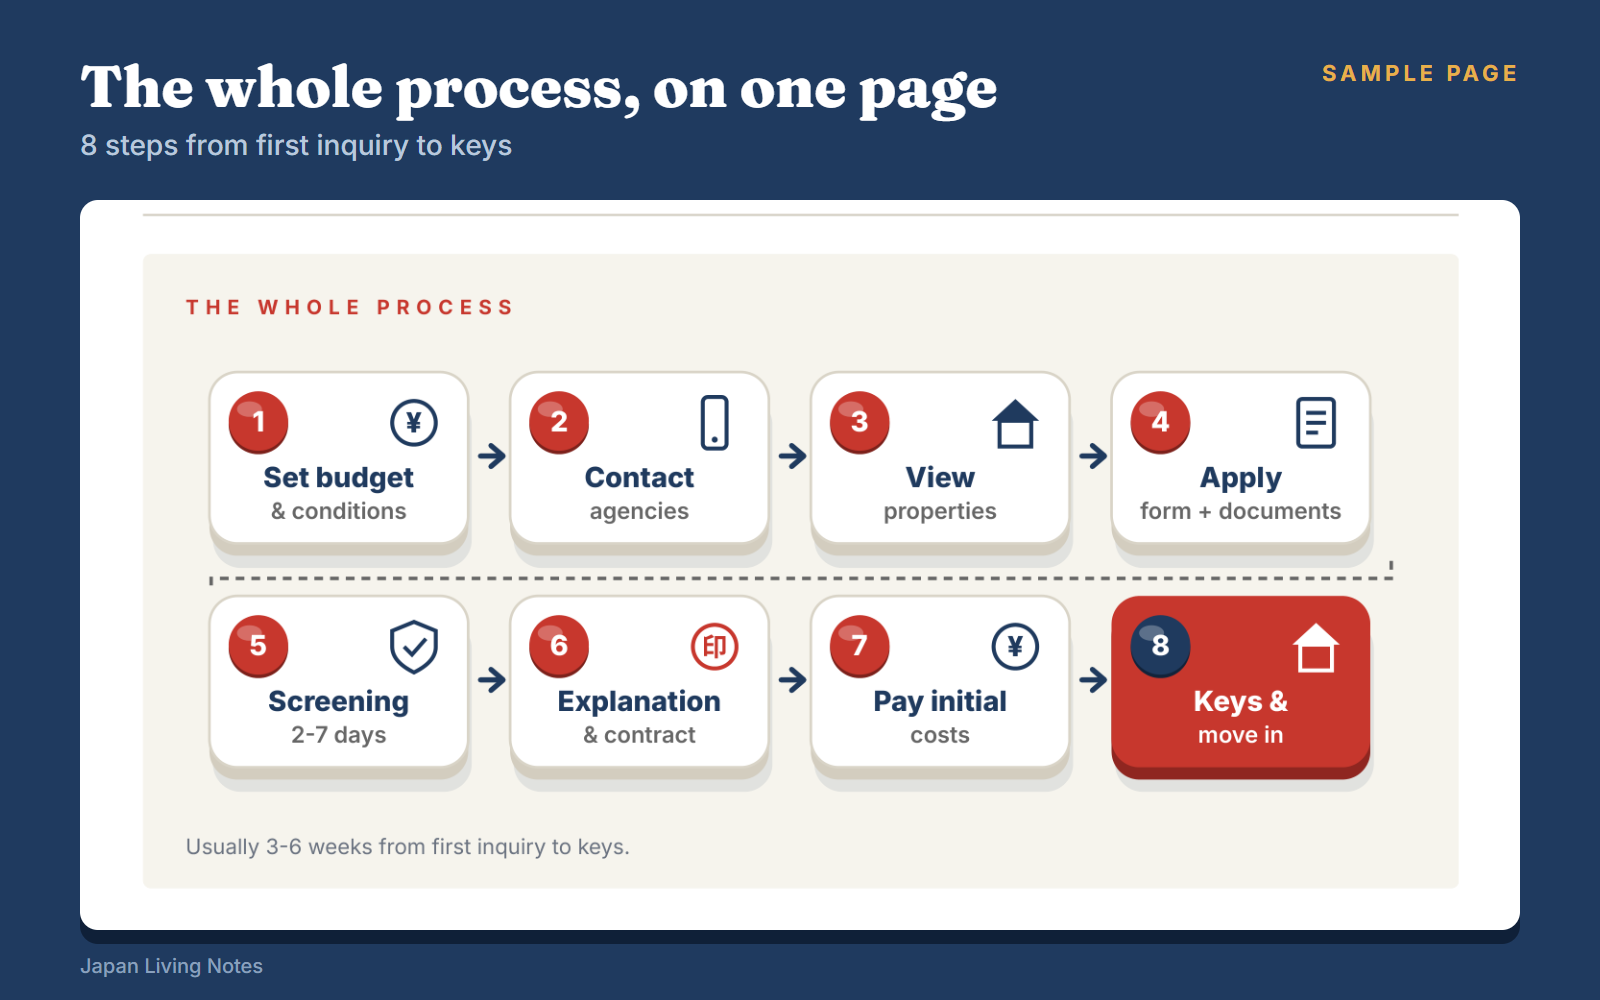 The whole process, on one page
SAMPLE PAGE
8 steps from first inquiry to keys
THE WHOLE PROCESS
1
¥
Set budget
& conditions
2
Contact
agencies
3
View
properties
4
Apply
form + documents
5
Screening
2-7 days
6
印
Explanation
& contract
7
¥
Pay initial
costs
8
Keys &
move in
Usually 3-6 weeks from first inquiry to keys.
Japan Living Notes